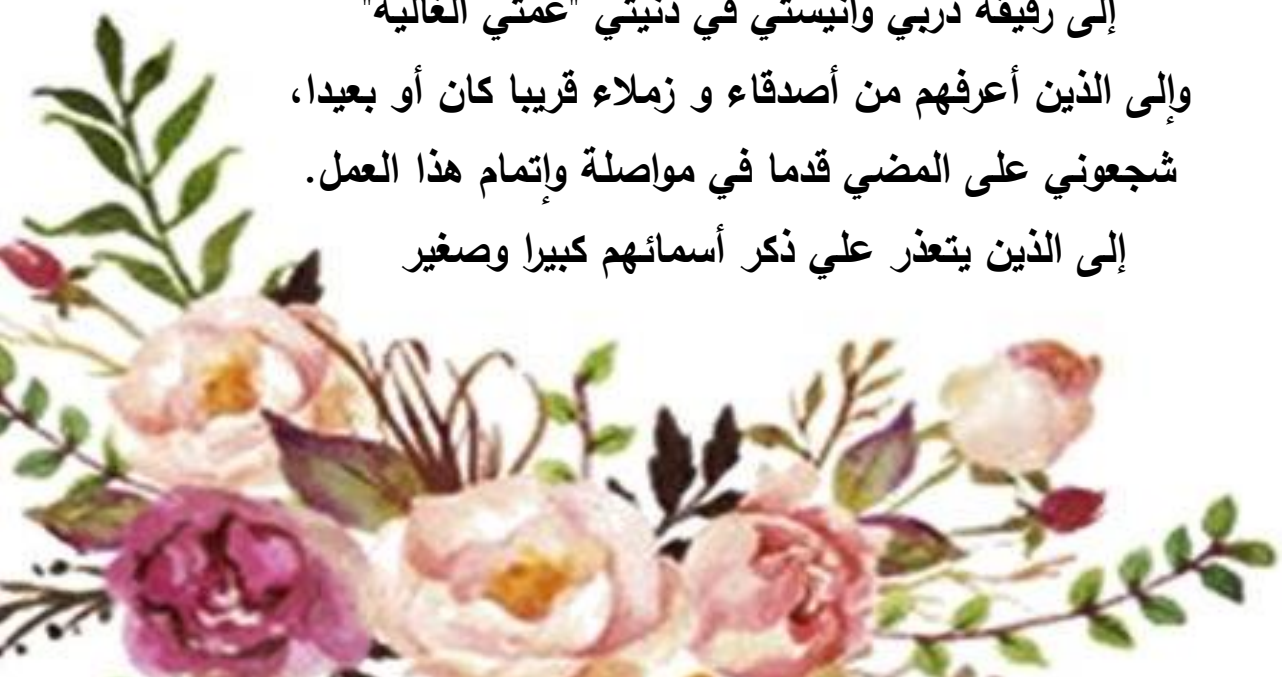 إلى رفيقة دربي وأنيستي في دنيتي "عمتي الغالية"
وإلى الذين أعرفهم من أصدقاء و زملاء قريبا كان أو بعيدا،
شجعوني على المضي قدما في مواصلة وإتمام هذا العمل.
إلى الذين يتعذر علي ذكر أسمائهم كبيرا وصغير